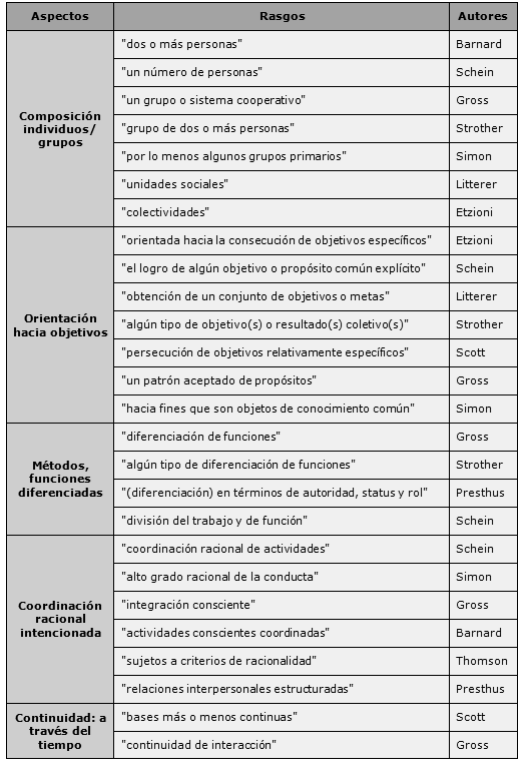 Aspectos Rasgos Autores
Composición
individuos/
grupos
"dos o más personas" Barnard
"un número de personas" Schein
"un grupo o sistema cooperativo" Gross
"grupo de dos o más personas" Strother
"por lo menos algunos grupos primarios" Simon
"unidades sociales" Litterer
"colectividades" Etzioni
Orientación
hacia objetivos
"orientada hacia la consecución de objetivos específicos" Etzioni
"el logro de algún objetivo o propósito común explícito" Schein
"obtención de un conjunto de objetivos o metas" Litterer
"algún tipo de objetivo(s) o resultado(s) coletivo(s)" Strother
"persecución de objetivos relativamente específicos" Scott
"un patrón aceptado de propósitos" Gross
"hacia fines que son objetos de conocimiento común" Simon
Métodos,
funciones
diferenciadas
"diferenciación de funciones" Gross
"algún tipo de diferenciación de funciones" Strother
"(diferenciación) en términos de autoridad, status y rol" Presthus
"división del trabajo y de función" Schein
Coordinación
racional
intencionada
"coordinación racional de actividades" Schein
"alto grado racional de la conducta" Simon
"integración consciente" Gross
"actividades conscientes coordinadas" Barnard
"sujetos a criterios de racionalidad" Thomson
"relaciones interpersonales estructuradas" Presthus
Continuidad: a
través del
tiempo
"bases más o menos continuas" Scott
"continuidad de interacción" Gross